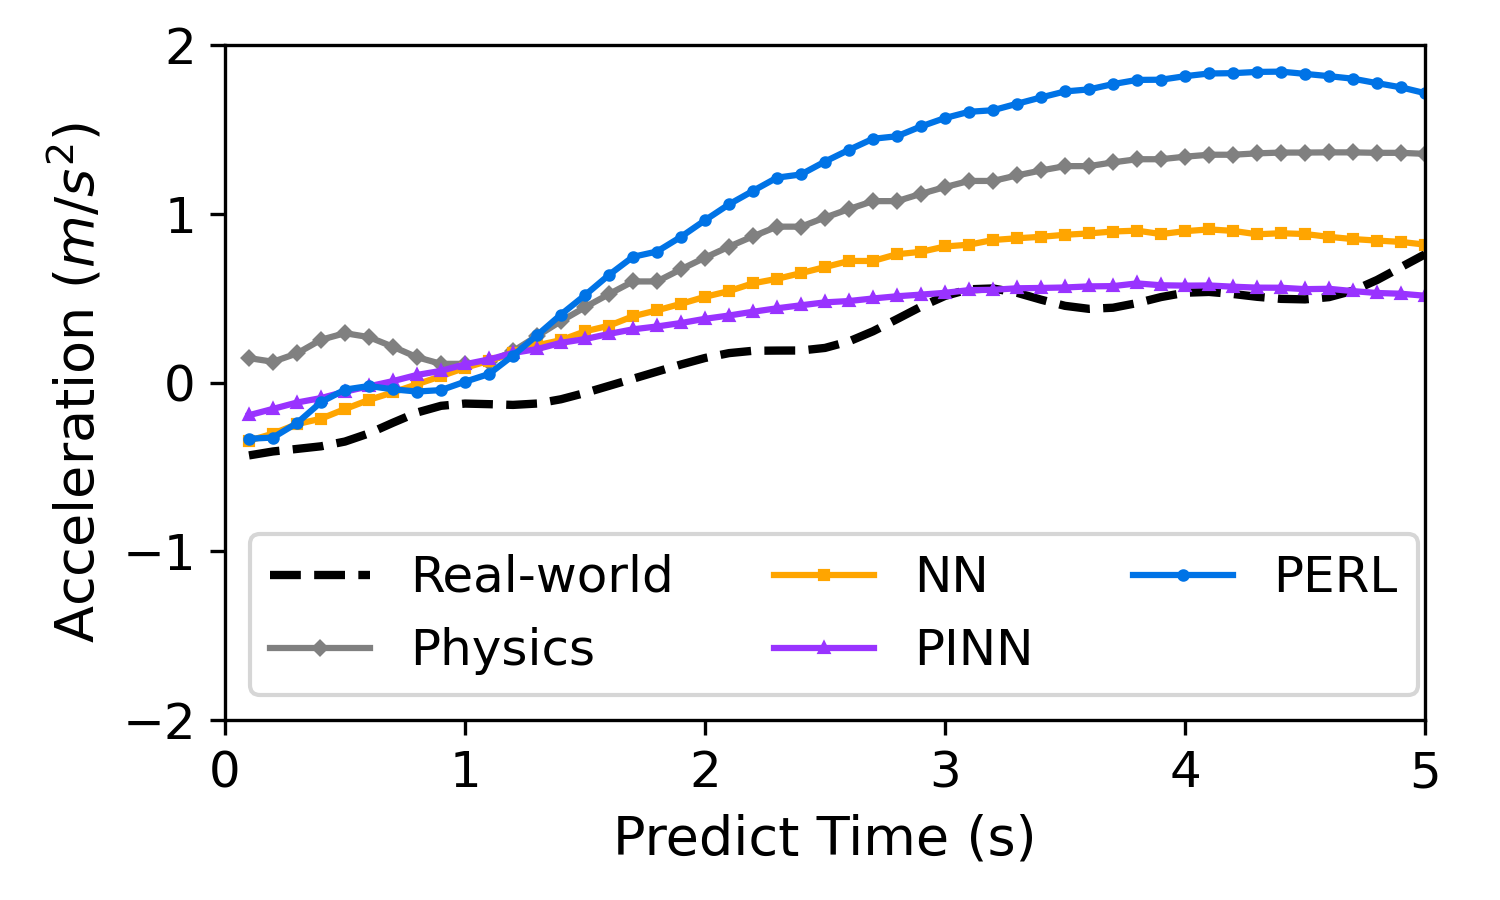 2
1
0
−1
−2
Acceleration (m/s²)
Real-world
NN
PERL
Physics
PINN
0 1 2 3 4 5
Predict Time (s)